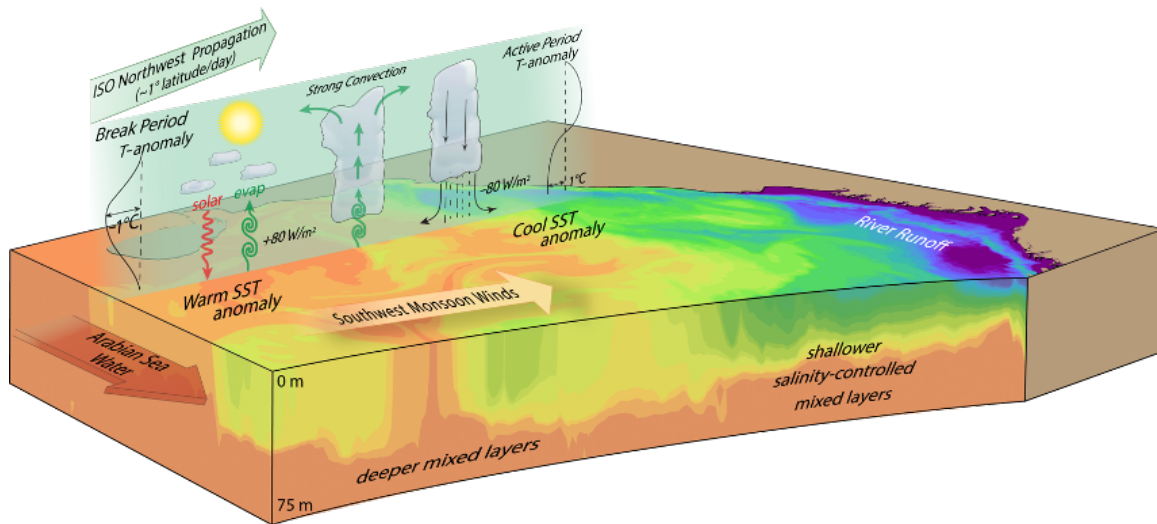 ISO Northwest Propagation
(~1° latitude/day)
Break Period
T-anomaly
~1°C
solar
evap
+80 W/m²
Strong Convection
Active Period
T-anomaly
-80 W/m²
1°C
Warm SST
anomaly
Cool SST
anomaly
Southwest Monsoon Winds
River Runoff
Arabian Sea
Water
0 m
75 m
deeper mixed layers
shallower
salinity-controlled
mixed layers